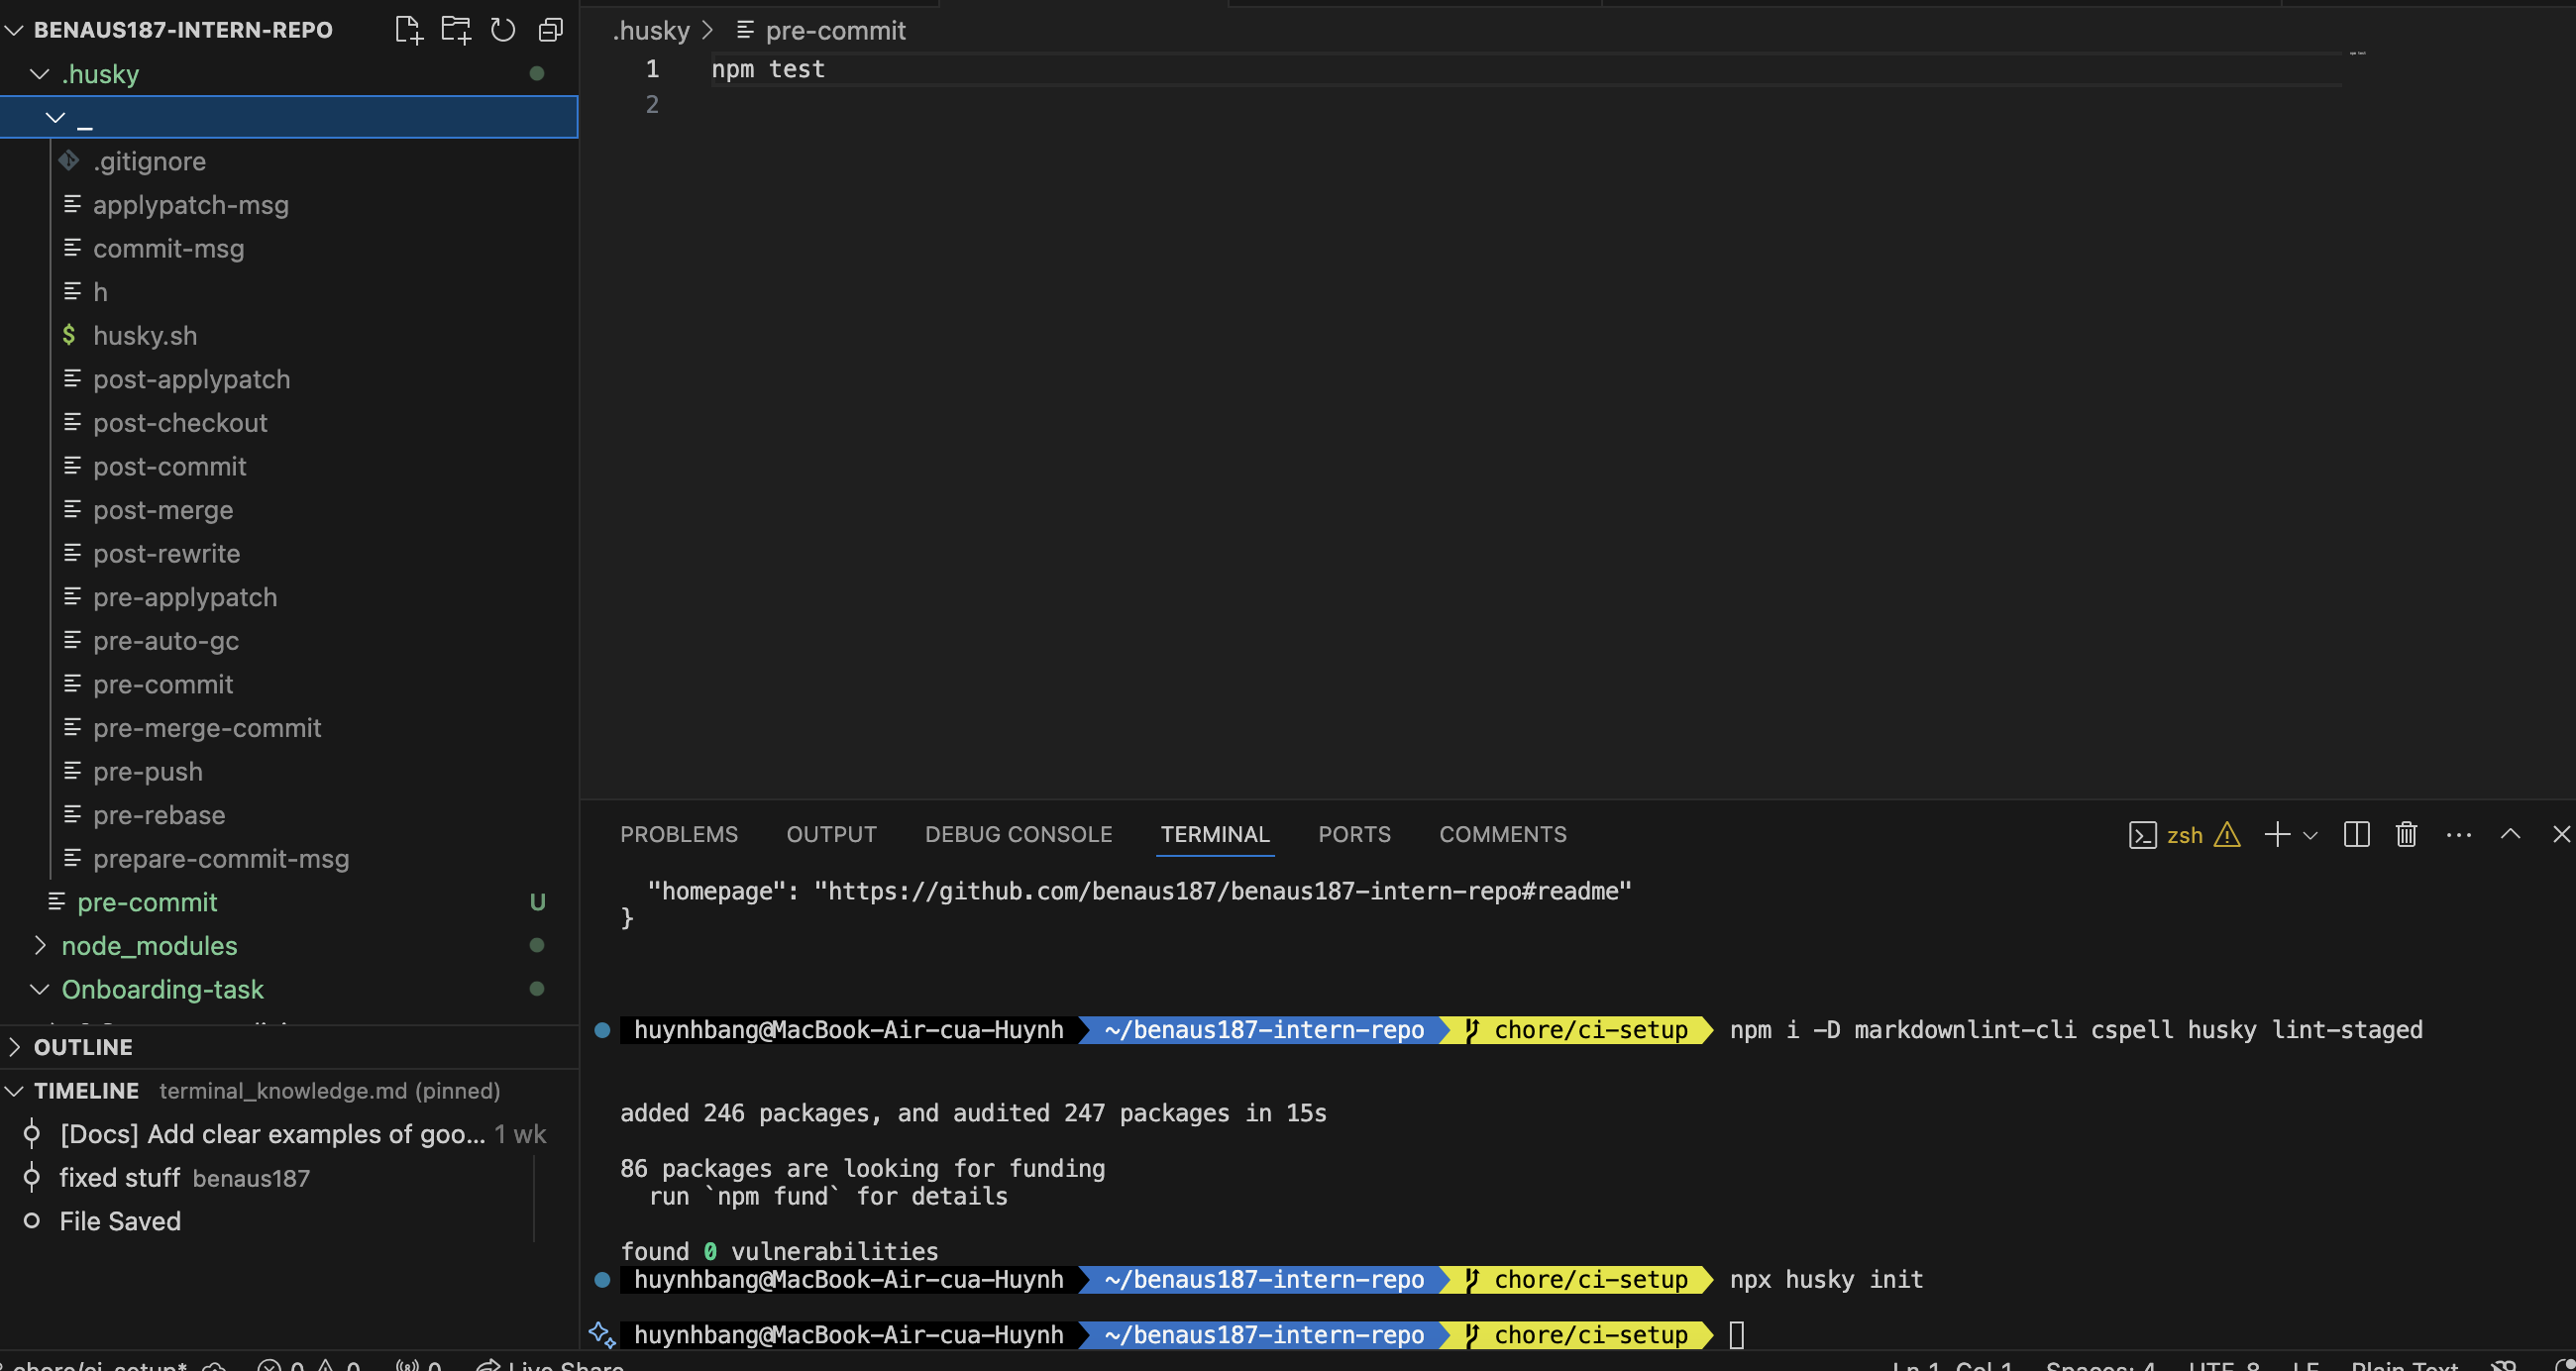 BENAUS187-INTERN-REPO
.husky
_
.gitignore
applypatch-msg
commit-msg
h
$ husky.sh
post-applypatch
post-checkout
post-commit
post-merge
post-rewrite
pre-applypatch
pre-auto-gc
pre-commit
pre-merge-commit
pre-push
pre-rebase
prepare-commit-msg
pre-commit U
node_modules
Onboarding-task
OUTLINE
TIMELINE terminal_knowledge.md (pinned)
[Docs] Add clear examples of goo... 1 wk
fixed stuff benaus187
File Saved
.husky > pre-commit
1 npm test
2
PROBLEMS OUTPUT DEBUG CONSOLE TERMINAL PORTS COMMENTS
zsh
"homepage": "https://github.com/benaus187/benaus187-intern-repo#readme"
}
huynhbang@MacBook-Air-cua-Huynh ~/benaus187-intern-repo chore/ci-setup npm i -D markdownlint-cli cspell husky lint-staged
added 246 packages, and audited 247 packages in 15s
86 packages are looking for funding
run `npm fund` for details
found 0 vulnerabilities
huynhbang@MacBook-Air-cua-Huynh ~/benaus187-intern-repo chore/ci-setup npx husky init
huynhbang@MacBook-Air-cua-Huynh ~/benaus187-intern-repo chore/ci-setup
chore/ci-setup* 0 0 0 Live Share
Ln 1, Col 1 Spaces: 4 UTF-8 LF Plain Text